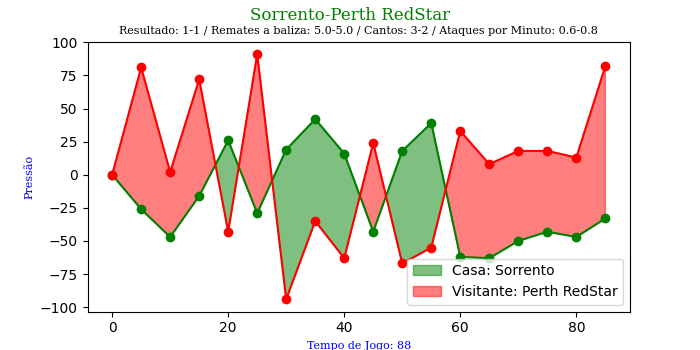 Sorrento-Perth RedStar
Resultado: 1-1 / Remates a baliza: 5.0-5.0 / Cantos: 3-2 / Ataques por Minuto: 0.6-0.8
100
75
50
25
0
−25
−50
−75
−100
Pressão
Casa: Sorrento
Visitante: Perth RedStar
0 20 40 60 80
Tempo de Jogo: 88